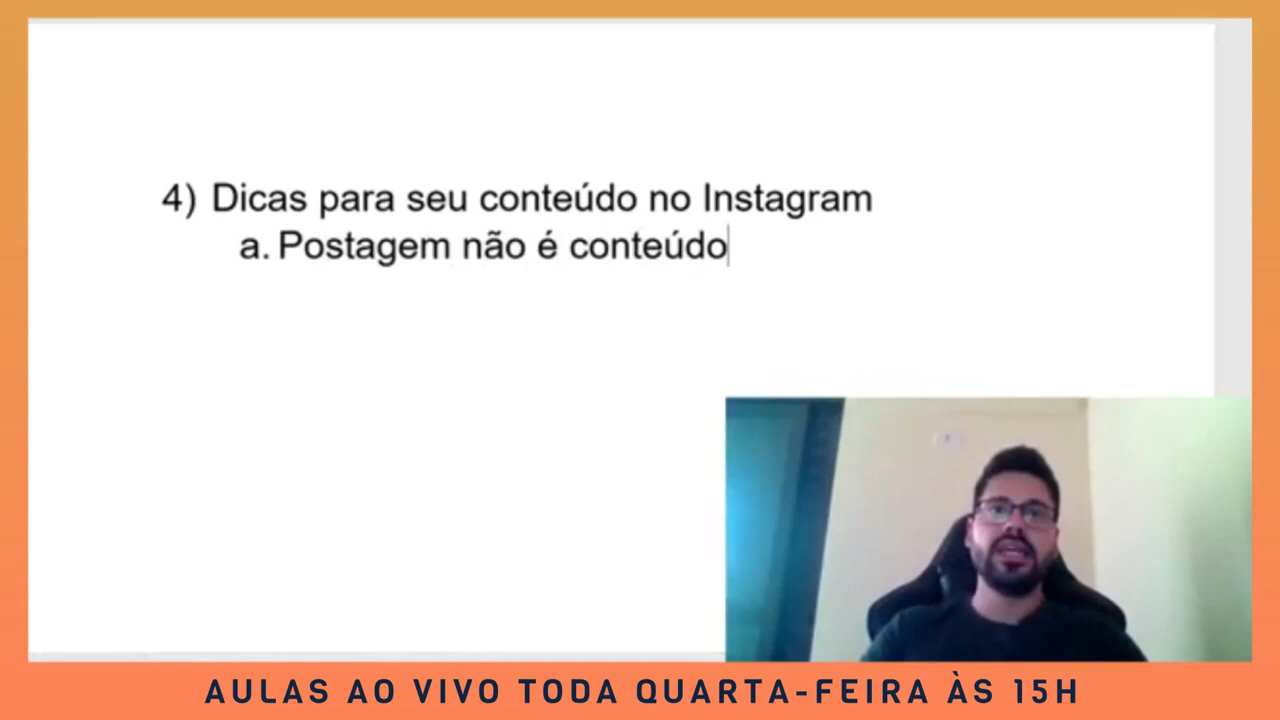 4) Dicas para seu conteúdo no Instagram
a. Postagem não é conteúdo
AULAS AO VIVO TODA QUARTA-FEIRA ÀS 15H